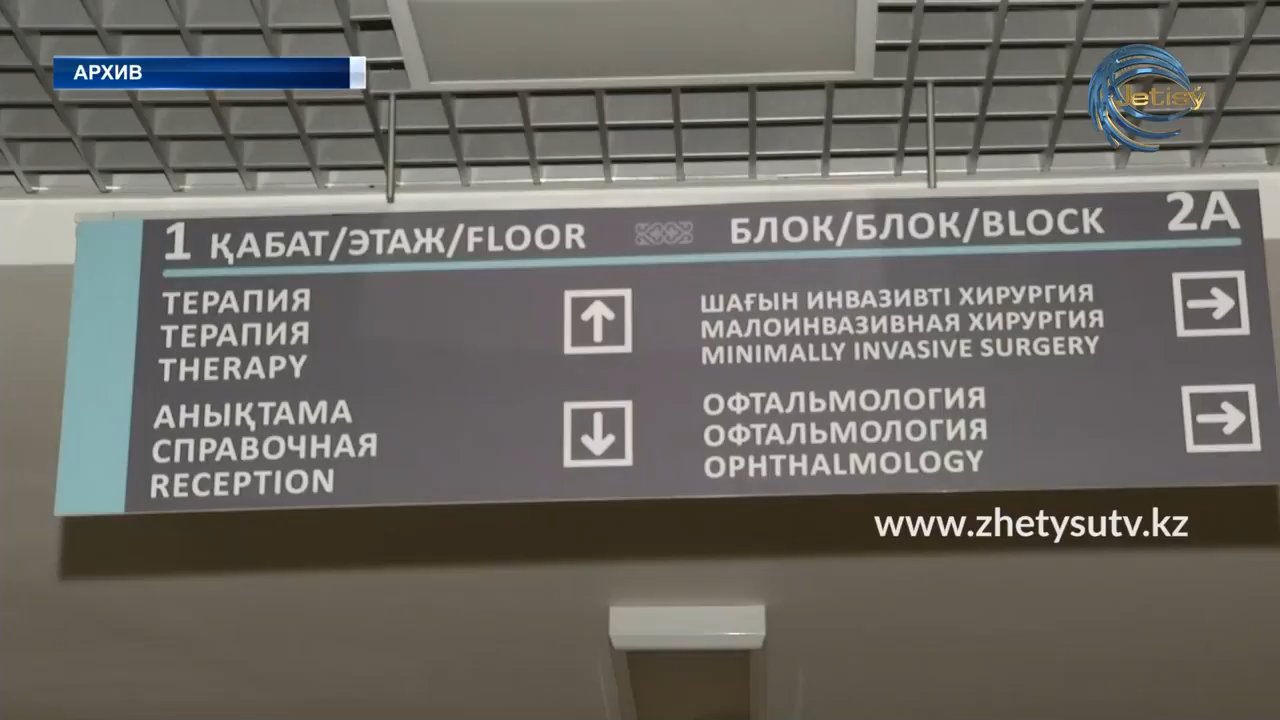 АРХИВ
Jetisý
1 ҚАБАТ/ЭТАЖ/FLOOR
БЛОК/БЛОК/BLOCK 2A
ТЕРАПИЯ
ТЕРАПИЯ
THERAPY
АНЫҚТАМА
СПРАВОЧНАЯ
RECEPTION
ШАҒЫН ИНВАЗИВТІ ХИРУРГИЯ
МАЛОИНВАЗИВНАЯ ХИРУРГИЯ
MINIMALLY INVASIVE SURGERY
ОФТАЛЬМОЛОГИЯ
ОФТАЛЬМОЛОГИЯ
OPHTHALMOLOGY
www.zhetysutv.kz